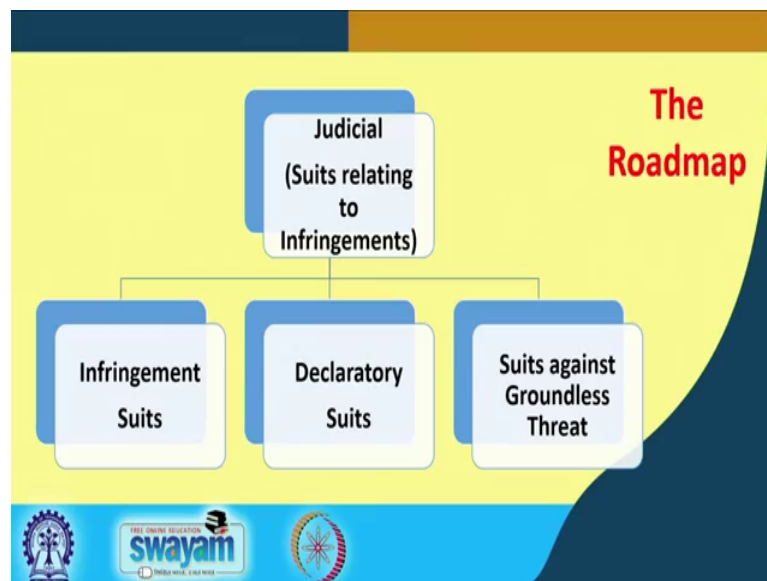 The
Roadmap
Judicial
(Suits relating
to
Infringements)
Infringement
Suits
Declaratory
Suits
Suits against
Groundless
Threat
FREE ONLINE EDUCATION
swayam